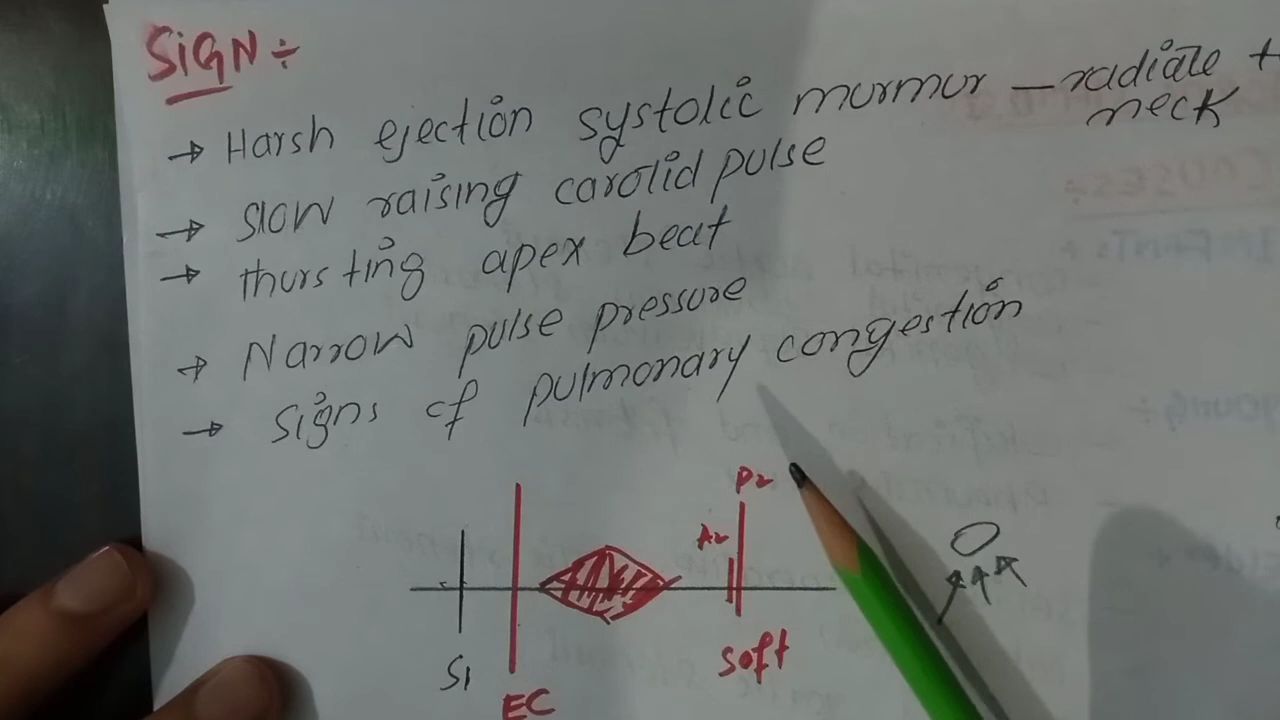 SiGN ÷
→ Harsh ejection systolic murmur – radiate +
neck
→ Slow raising carotid pulse
→ thursting apex beat
→ Narrow pulse pressure
→ Signs of pulmonary congestion
P2
A2
S1
EC
Soft